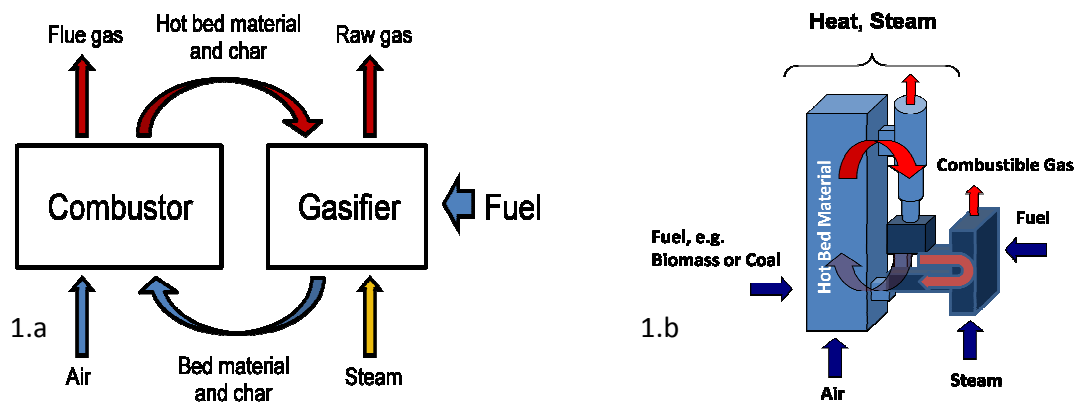 Flue gas
Hot bed material
and char
Raw gas
Combustor
Gasifier
Fuel
1.a
Air
Bed material
and char
Steam
Heat, Steam
Combustible Gas
Fuel
Fuel, e.g.
Biomass or Coal
Hot Bed Material
1.b
Air
Steam